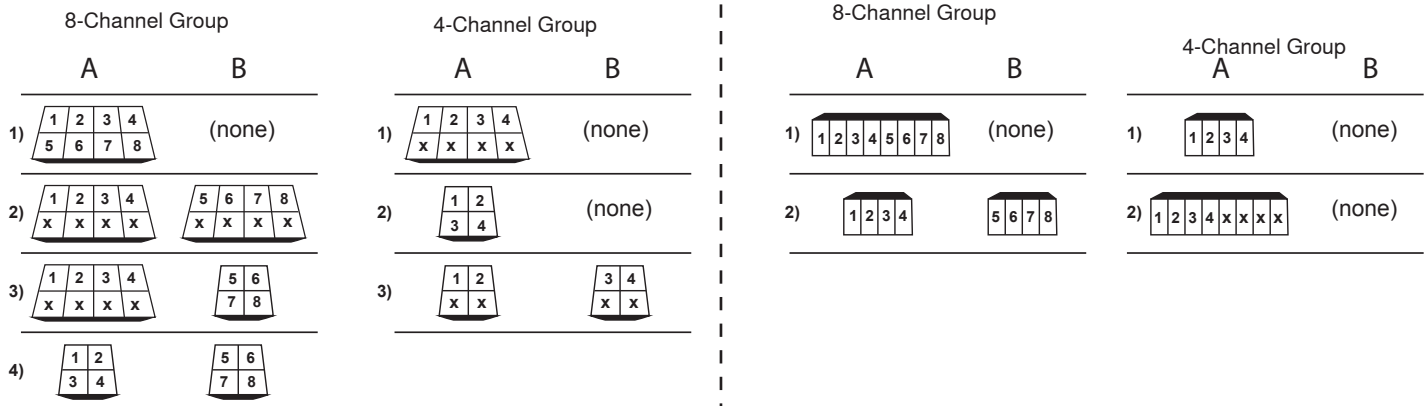 8-Channel Group
A B
1) 1 2 3 4 (none)
5 6 7 8
2) 1 2 3 4 5 6 7 8
x x x x x x x x
3) 1 2 3 4 5 6
x x x x 7 8
4) 1 2 5 6
3 4 7 8
4-Channel Group
A B
1) 1 2 3 4 (none)
x x x x
2) 1 2 (none)
3 4
3) 1 2 3 4
x x x x
8-Channel Group
A B
1) 1 2 3 4 5 6 7 8 (none)
2) 1 2 3 4 5 6 7 8
4-Channel Group
A B
1) 1 2 3 4 (none)
2) 1 2 3 4 x x x x (none)